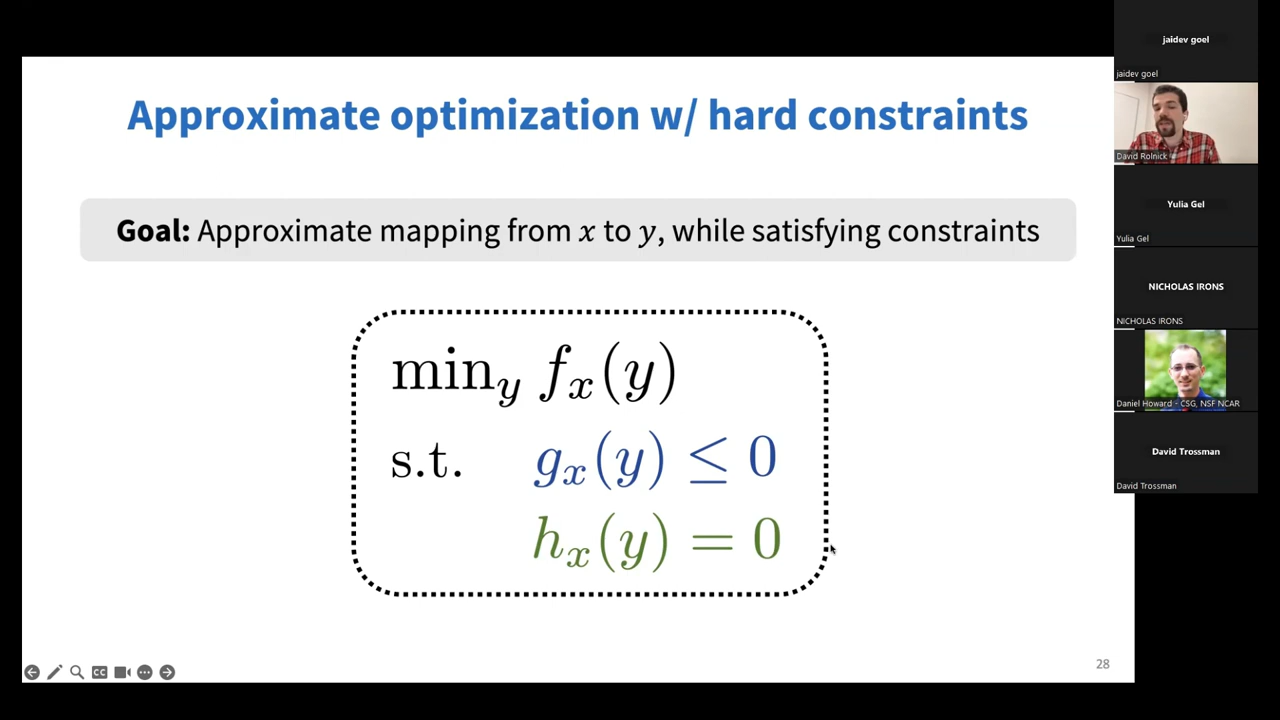 Approximate optimization w/ hard constraints
Goal: Approximate mapping from x to y, while satisfying constraints
min_y f_x(y)
s.t. g_x(y) ≤ 0
h_x(y) = 0
28
CC
jaidev goel
jaidev goel
David Rolnick
Yulia Gel
Yulia Gel
NICHOLAS IRONS
NICHOLAS IRONS
Daniel Howard - CSG, NSF NCAR
David Trossman
David Trossman